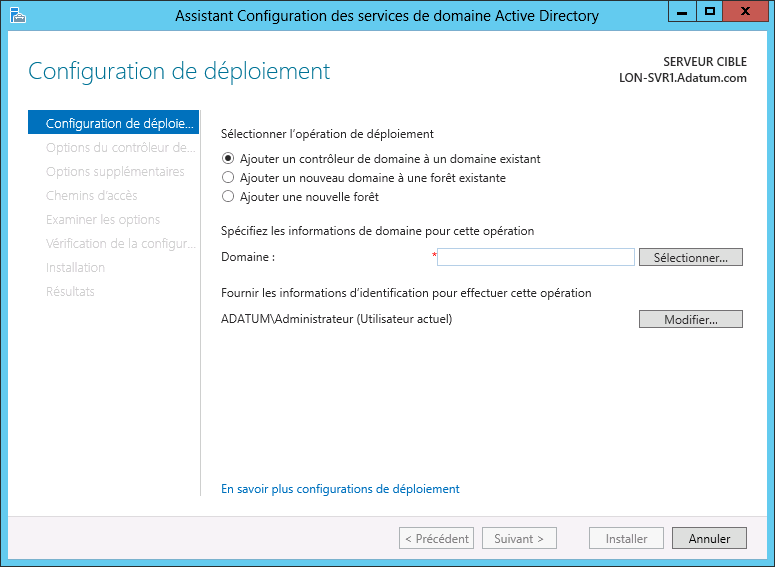 Assistant Configuration des services de domaine Active Directory
Configuration de déploiement
SERVEUR CIBLE
LON-SVR1.Adatum.com
Configuration de déploie...
Options du contrôleur de...
Options supplémentaires
Chemins d'accès
Examiner les options
Vérification de la configur...
Installation
Résultats
Sélectionner l'opération de déploiement
Ajouter un contrôleur de domaine à un domaine existant
Ajouter un nouveau domaine à une forêt existante
Ajouter une nouvelle forêt
Spécifiez les informations de domaine pour cette opération
Domaine : * Sélectionner...
Fournir les informations d'identification pour effectuer cette opération
ADATUM\Administrateur (Utilisateur actuel) Modifier...
En savoir plus configurations de déploiement
< Précédent Suivant > Installer Annuler